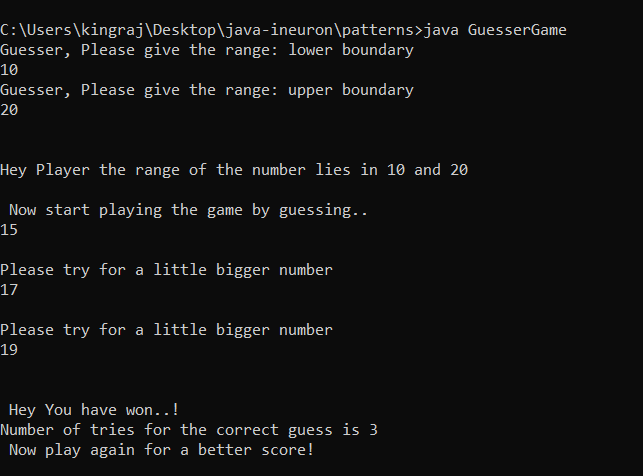 C:\Users\kingraj\Desktop\java-ineuron\patterns>java GuesserGame
Guesser, Please give the range: lower boundary
10
Guesser, Please give the range: upper boundary
20
Hey Player the range of the number lies in 10 and 20
Now start playing the game by guessing..
15
Please try for a little bigger number
17
Please try for a little bigger number
19
Hey You have won..!
Number of tries for the correct guess is 3
Now play again for a better score!